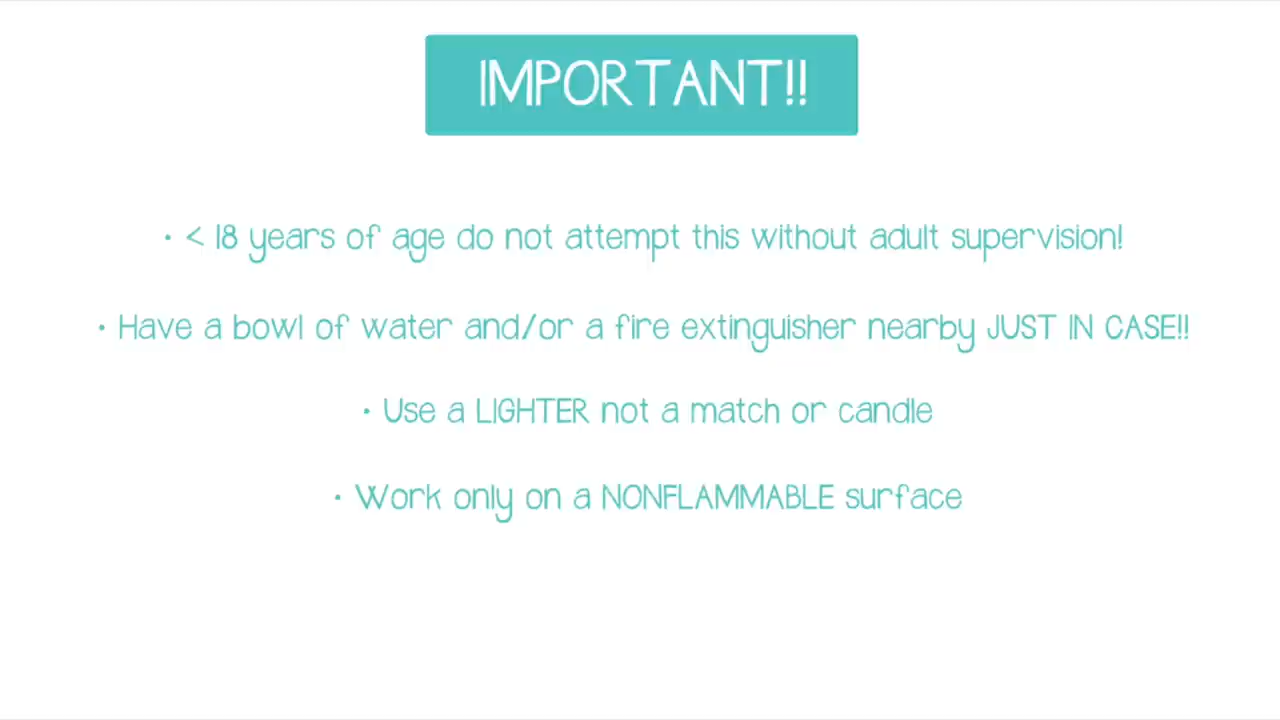 IMPORTANT!!
• < 18 years of age do not attempt this without adult supervision!
• Have a bowl of water and/or a fire extinguisher nearby JUST IN CASE!!
• Use a LIGHTER not a match or candle
• Work only on a NONFLAMMABLE surface